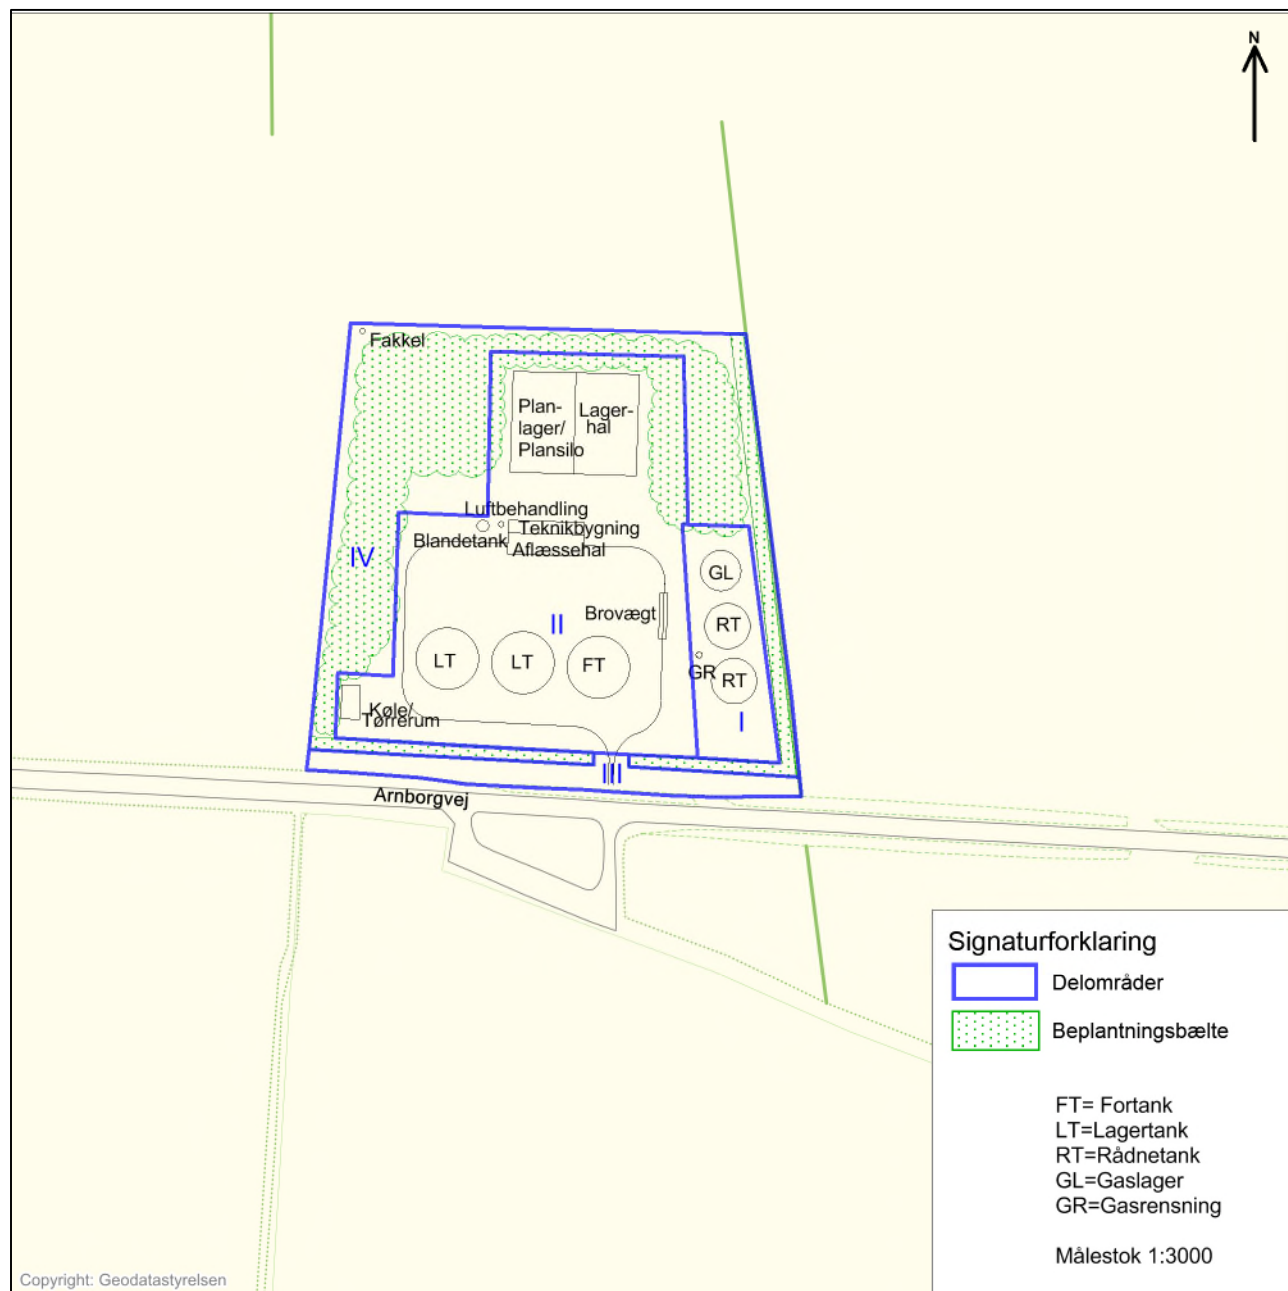 N
Fakkel
Plan-
lager/
Plansilo
Lager-
hal
Luftbehandling
Teknikbygning
Blandetank
Aflæssehal
IV
GL
II
Brovægt
RT
LT
LT
FT
GR
RT
Køle/
Tørrerum
I
III
Arnborgvej
Signaturforklaring
Delområder
Beplantningsbælte
FT= Fortank
LT=Lagertank
RT=Rådnetank
GL=Gaslager
GR=Gasrensning
Målestok 1:3000
Copyright: Geodatastyrelsen